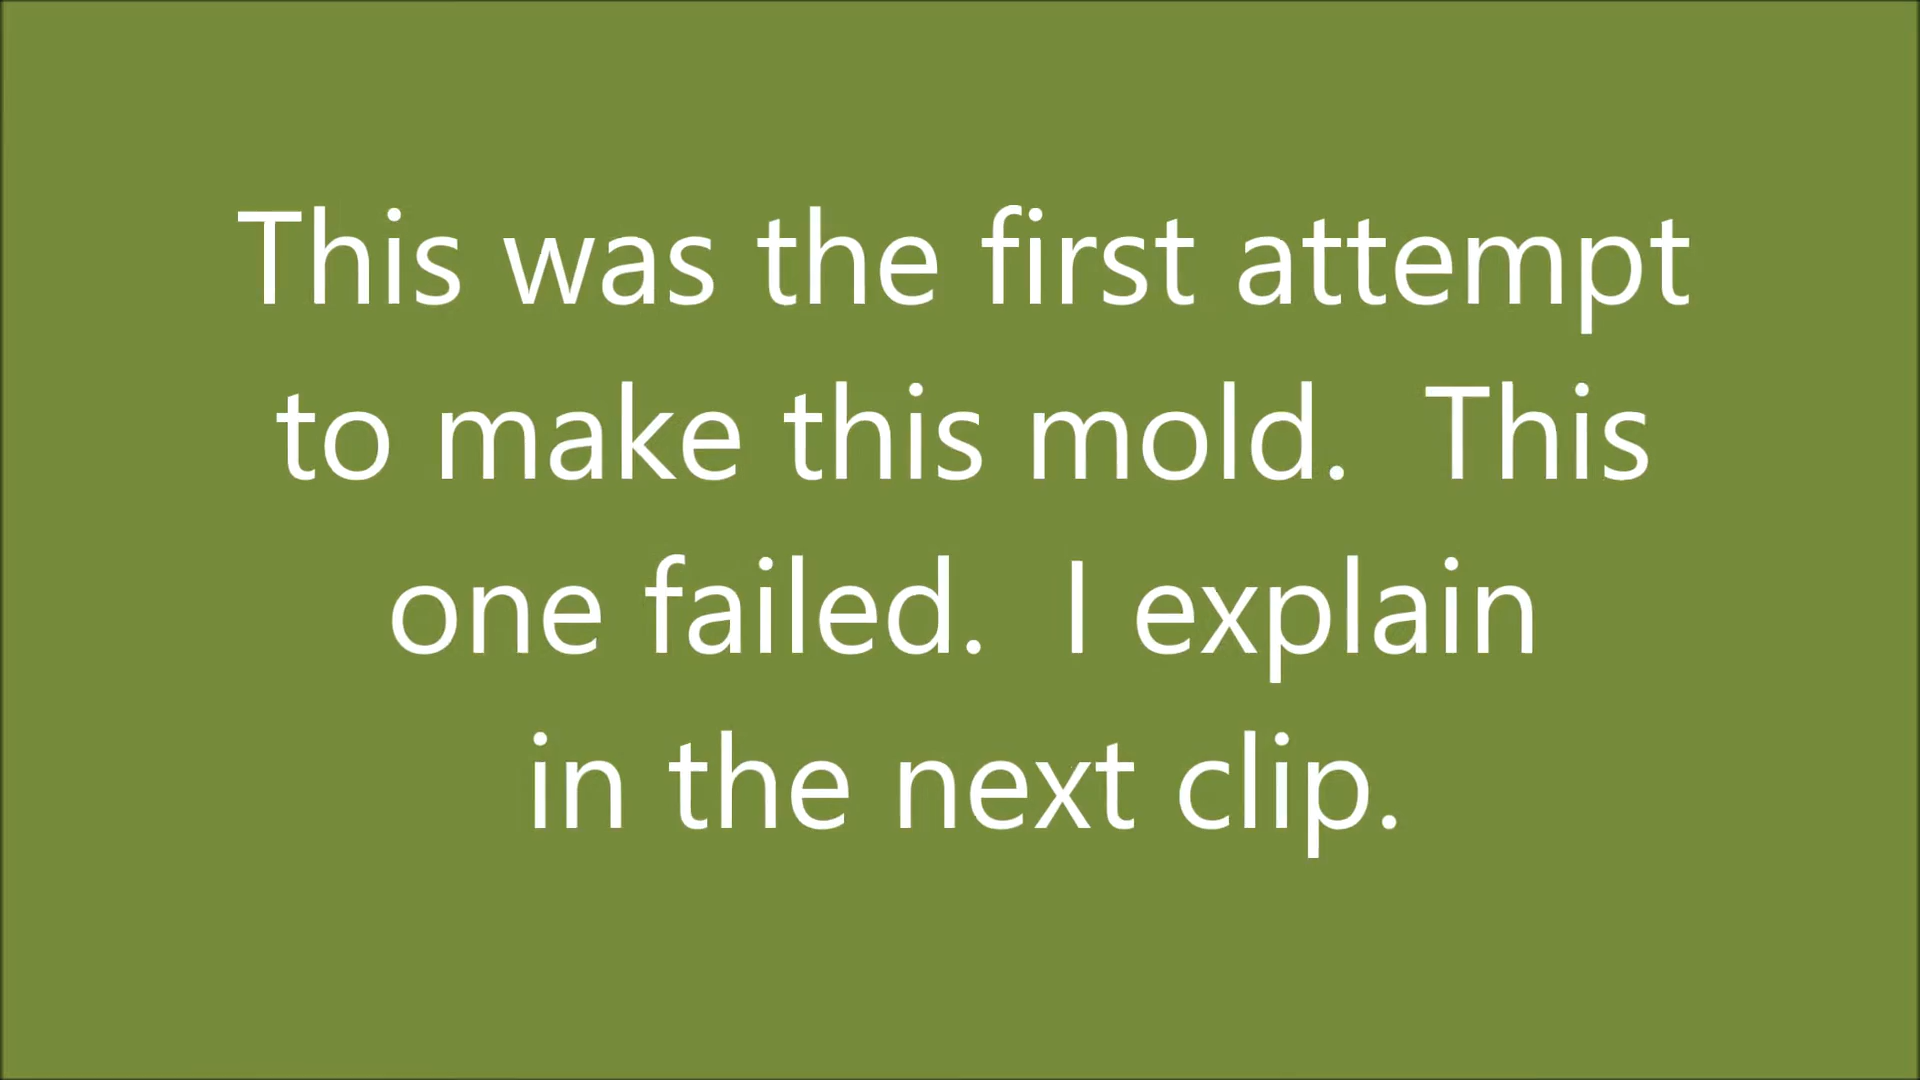 This was the first attempt
to make this mold.  This
one failed.  I explain
in the next clip.